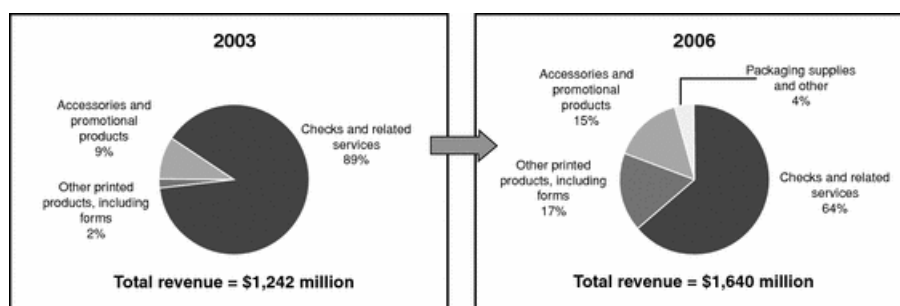 2003
Accessories and
promotional
products
9%
Checks and related
services
89%
Other printed
products, including
forms
2%
Total revenue = $1,242 million
2006
Packaging supplies
and other
4%
Accessories and
promotional
products
15%
Other printed
products, including
forms
17%
Checks and related
services
64%
Total revenue = $1,640 million